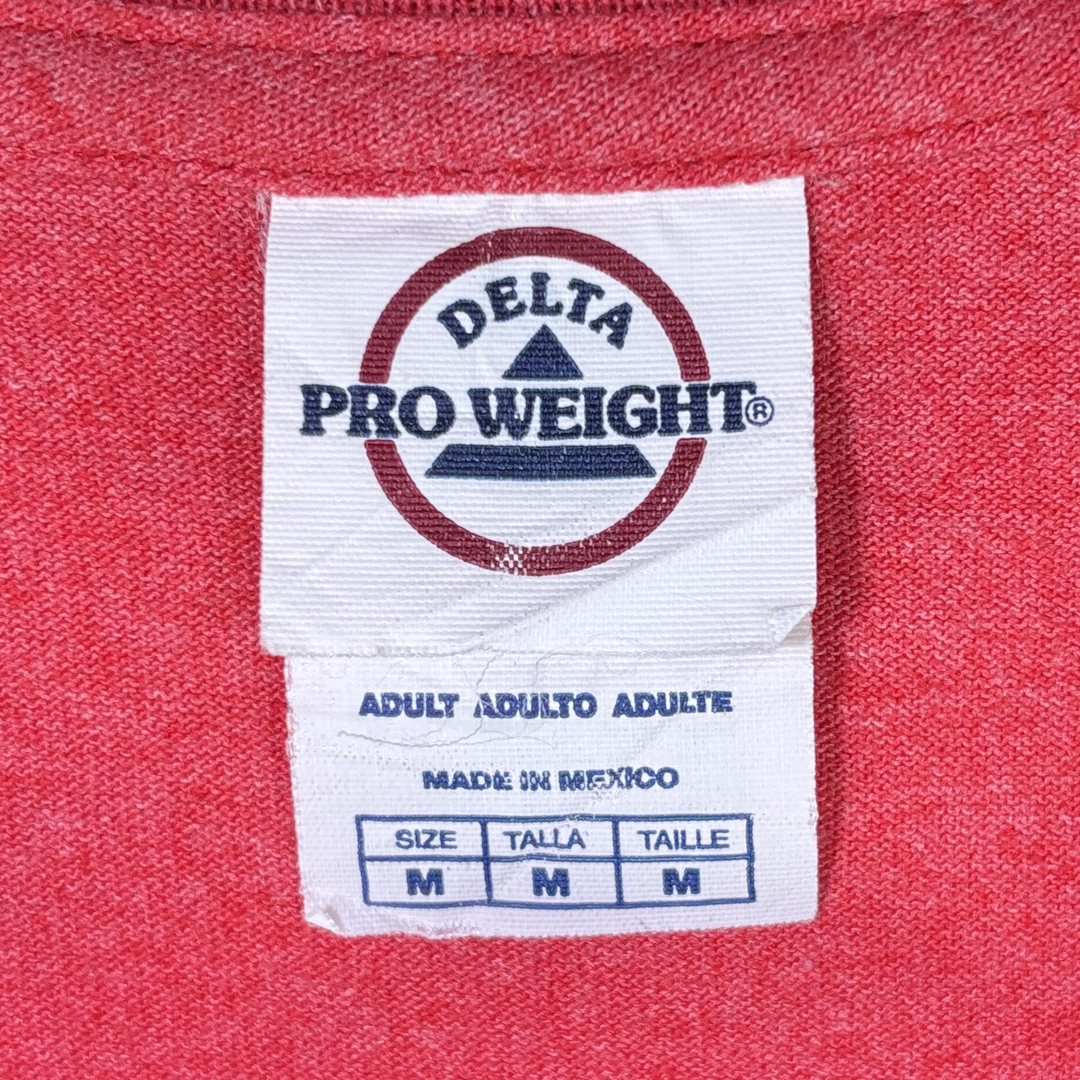 DELTA
PRO WEIGHT®
ADULT ADULTO ADULTE
MADE IN MEXICO
SIZE TALLA TAILLE
M M M